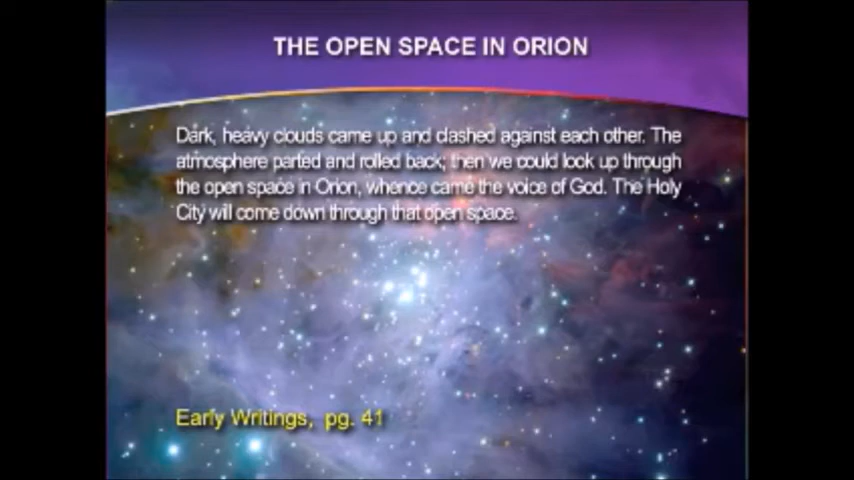 THE OPEN SPACE IN ORION
Dark, heavy clouds came up and clashed against each other. The
atmosphere parted and rolled back; then we could look up through
the open space in Orion, whence came the voice of God. The Holy
City will come down through that open space.
Early Writings, pg. 41